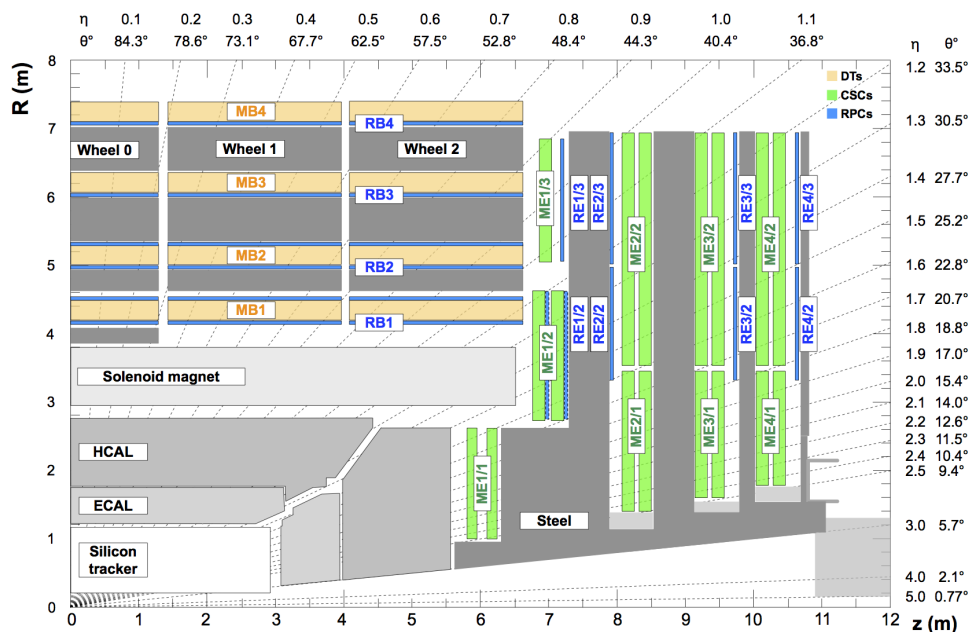 η 0.1 0.2 0.3 0.4 0.5 0.6 0.7 0.8 0.9 1.0 1.1
θ° 84.3° 78.6° 73.1° 67.7° 62.5° 57.5° 52.8° 48.4° 44.3° 40.4° 36.8° η θ°
R (m)
8
7
6
5
4
3
2
1
0
1.2 33.5°
1.3 30.5°
1.4 27.7°
1.5 25.2°
1.6 22.8°
1.7 20.7°
1.8 18.8°
1.9 17.0°
2.0 15.4°
2.1 14.0°
2.2 12.6°
2.3 11.5°
2.4 10.4°
2.5 9.4°
3.0 5.7°
4.0 2.1°
5.0 0.77°
DTs
CSCs
RPCs
MB4
RB4
Wheel 0 Wheel 1 Wheel 2
MB3
RB3
MB2
RB2
MB1
RB1
Solenoid magnet
HCAL
ECAL
Silicon
tracker
Steel
ME1/3
RE1/3
RE2/3
ME2/2
ME3/2
RE3/3
ME4/2
RE4/3
ME1/2
RE1/2
RE2/2
RE3/2
RE4/2
ME1/1
ME2/1
ME3/1
ME4/1
0 1 2 3 4 5 6 7 8 9 10 11 12 z (m)